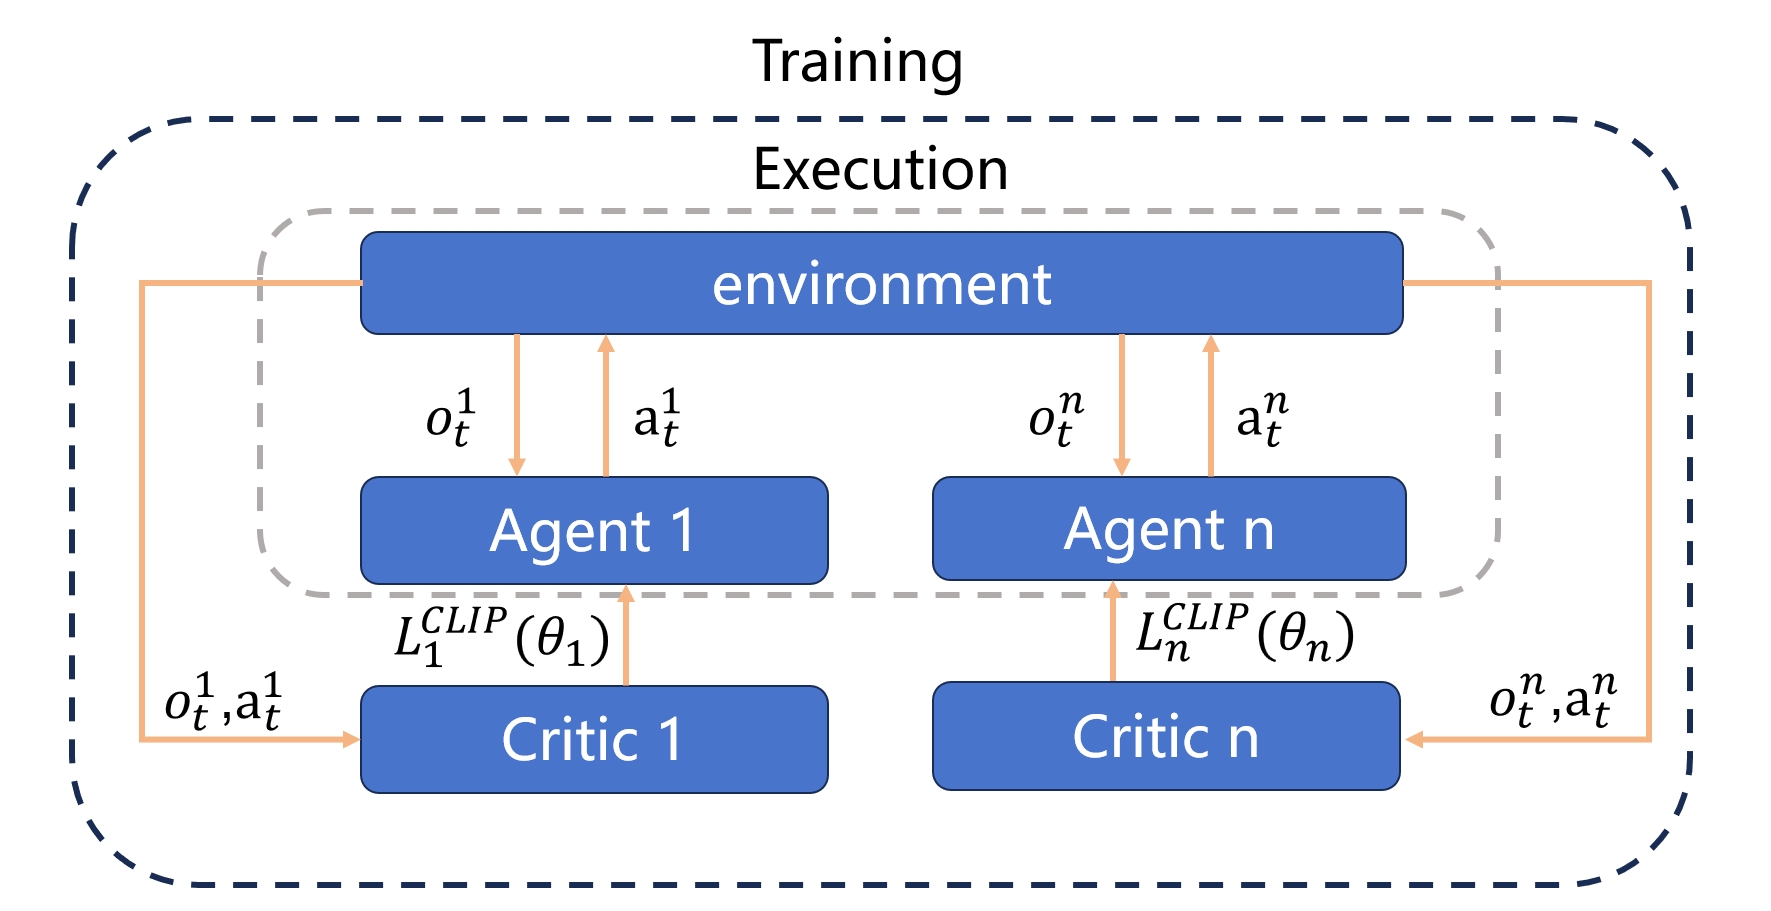 Training
Execution
environment
$o_t^1$ $a_t^1$ $o_t^n$ $a_t^n$
Agent 1
Agent n
$L_1^{CLIP}(\theta_1)$ $L_n^{CLIP}(\theta_n)$
$o_t^1$,$a_t^1$
$o_t^n$,$a_t^n$
Critic 1
Critic n